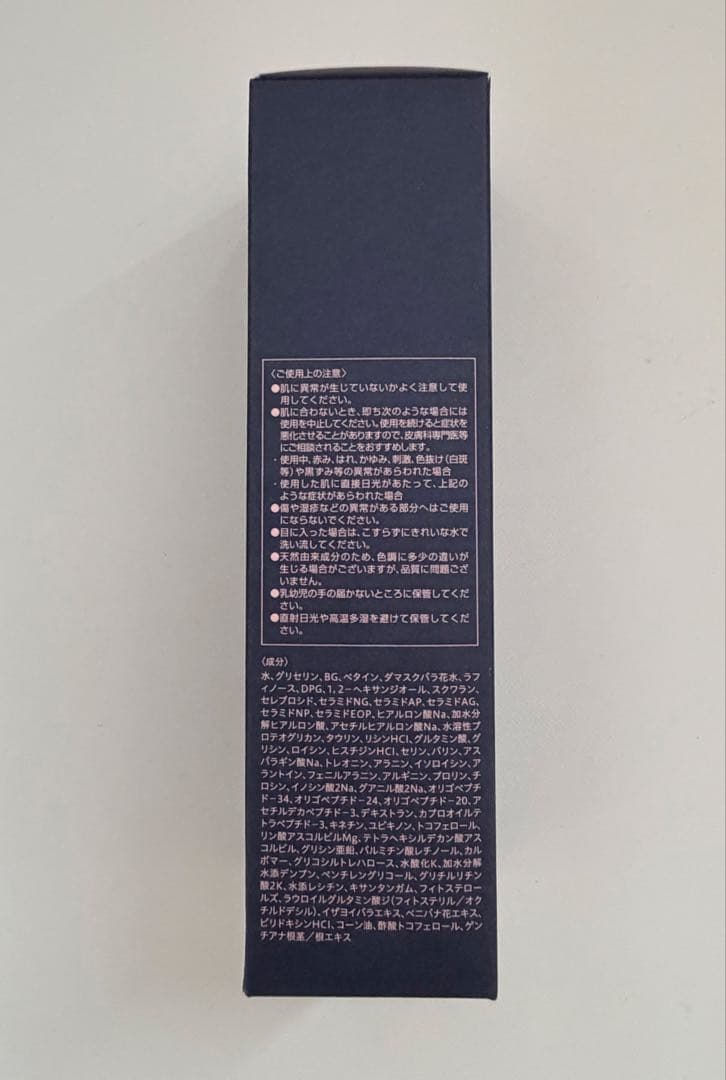 〈ご使用上の注意〉
●肌に異常が生じていないかよく注意して使
用してください。
●肌に合わないとき、即ち次のような場合には
使用を中止してください。使用を続けると症状を
悪化させることがありますので、皮膚科専門医等
にご相談されることをおすすめします。
・使用中、赤み、はれ、かゆみ、刺激、色抜け(白斑
等)や黒ずみ等の異常があらわれた場合
・使用した肌に直接日光があたって、上記の
ような症状があらわれた場合
●傷や湿疹などの異常がある部分へはご使用
にならないでください。
●目に入った場合は、こすらずにきれいな水で
洗い流してください。
●天然由来成分のため、色調に多少の違いが
生じる場合がございますが、品質に問題ござ
いません。
●乳幼児の手の届かないところに保管してくだ
さい。
●直射日光や高温多湿を避けて保管してくだ
さい。
〈成分〉
水、グリセリン、BG、ベタイン、ダマスクバラ花水、ラフ
ィノース、DPG、1,2-ヘキサンジオール、スクワラン、
セレブロシド、セラミドNG、セラミドAP、セラミドAG、
セラミドNP、セラミドEOP、ヒアルロン酸Na、加水分
解ヒアルロン酸、アセチルヒアルロン酸Na、水溶性プ
ロテオグリカン、タウリン、リシンHCI、グルタミン酸、グ
リシン、ロイシン、ヒスチジンHCI、セリン、バリン、アス
パラギン酸Na、トレオニン、アラニン、イソロイシン、ア
ラントイン、フェニルアラニン、アルギニン、プロリン、チ
ロシン、イノシン酸2Na、グアニル酸2Na、オリゴペプチ
ド-34、オリゴペプチド-24、オリゴペプチド-20、ア
セチルデカペプチド-3、デキストラン、カプロオイルテ
トラペプチド-3、キネチン、ユビキノン、トコフェロール、
リン酸アスコルビルMg、テトラヘキシルデカン酸アス
コルビル、グリシン亜鉛、パルミチン酸レチノール、カル
ボマー、グリコシルトレハロース、水酸化K、加水分解
水添デンプン、ペンチレングリコール、グリチルリチン
酸2K、水添レシチン、キサンタンガム、フィトステロー
ルズ、ラウロイルグルタミン酸ジ(フィトステリル/オク
チルドデシル)、イザヨイバラエキス、ベニバナ花エキス、
ピリドキシンHCI、コーン油、酢酸トコフェロール、ゲン
チアナ根茎/根エキス